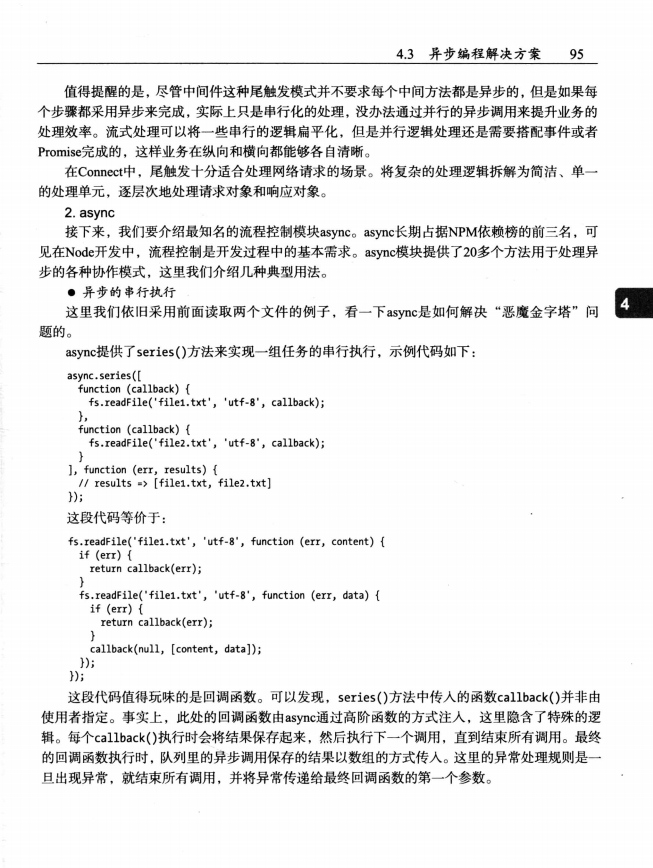 4.3 异步编程解决方案 95
值得提醒的是，尽管中间件这种尾触发模式并不要求每个中间方法都是异步的，但是如果每
个步骤都采用异步来完成，实际上只是串行化的处理，没办法通过并行的异步调用来提升业务的
处理效率。流式处理可以将一些串行的逻辑扁平化，但是并行逻辑处理还是需要搭配事件或者
Promise完成的，这样业务在纵向和横向都能够各自清晰。
在Connect中，尾触发十分适合处理网络请求的场景。将复杂的处理逻辑拆解为简洁、单一
的处理单元，逐层次地处理请求对象和响应对象。
2. async
接下来，我们要介绍最知名的流程控制模块async。async长期占据NPM依赖榜的前三名，可
见在Node开发中，流程控制是开发过程中的基本需求。async模块提供了20多个方法用于处理异
步的各种协作模式，这里我们介绍几种典型用法。
● 异步的串行执行
这里我们依旧采用前面读取两个文件的例子，看一下async是如何解决“恶魔金字塔”问
4
题的。
async提供了series()方法来实现一组任务的串行执行，示例代码如下：
async.series([
function (callback) {
fs.readFile('file1.txt', 'utf-8', callback);
},
function (callback) {
fs.readFile('file2.txt', 'utf-8', callback);
}
], function (err, results) {
// results => [file1.txt, file2.txt]
});
这段代码等价于：
fs.readFile('file1.txt', 'utf-8', function (err, content) {
if (err) {
return callback(err);
}
fs.readFile('file1.txt', 'utf-8', function (err, data) {
if (err) {
return callback(err);
}
callback(null, [content, data]);
});
});
这段代码值得玩味的是回调函数。可以发现，series()方法中传入的函数callback()并非由
使用者指定。事实上，此处的回调函数由async通过高阶函数的方式注入，这里隐含了特殊的逻
辑。每个callback()执行时会将结果保存起来，然后执行下一个调用，直到结束所有调用。最终
的回调函数执行时，队列里的异步调用保存的结果以数组的方式传入。这里的异常处理规则是一
旦出现异常，就结束所有调用，并将异常传递给最终回调函数的第一个参数。